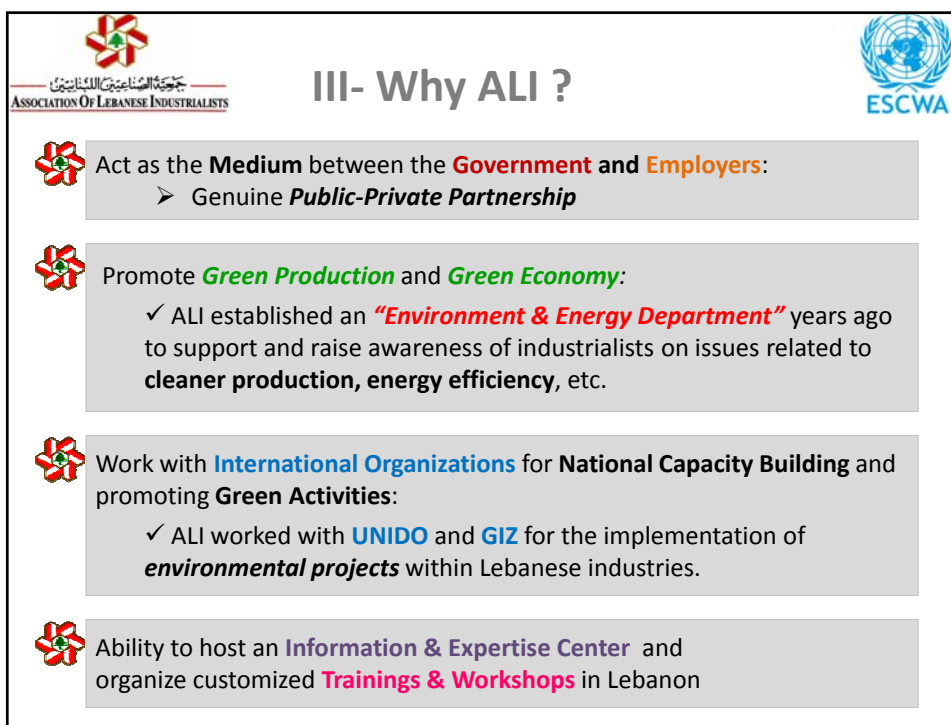 جمعية الصناعيين اللبنانيين
ASSOCIATION OF LEBANESE INDUSTRIALISTS
III- Why ALI ?
ESCWA
Act as the Medium between the Government and Employers:
➢ Genuine Public-Private Partnership
Promote Green Production and Green Economy:
✓ ALI established an “Environment & Energy Department” years ago
to support and raise awareness of industrialists on issues related to
cleaner production, energy efficiency, etc.
Work with International Organizations for National Capacity Building and
promoting Green Activities:
✓ ALI worked with UNIDO and GIZ for the implementation of
environmental projects within Lebanese industries.
Ability to host an Information & Expertise Center and
organize customized Trainings & Workshops in Lebanon